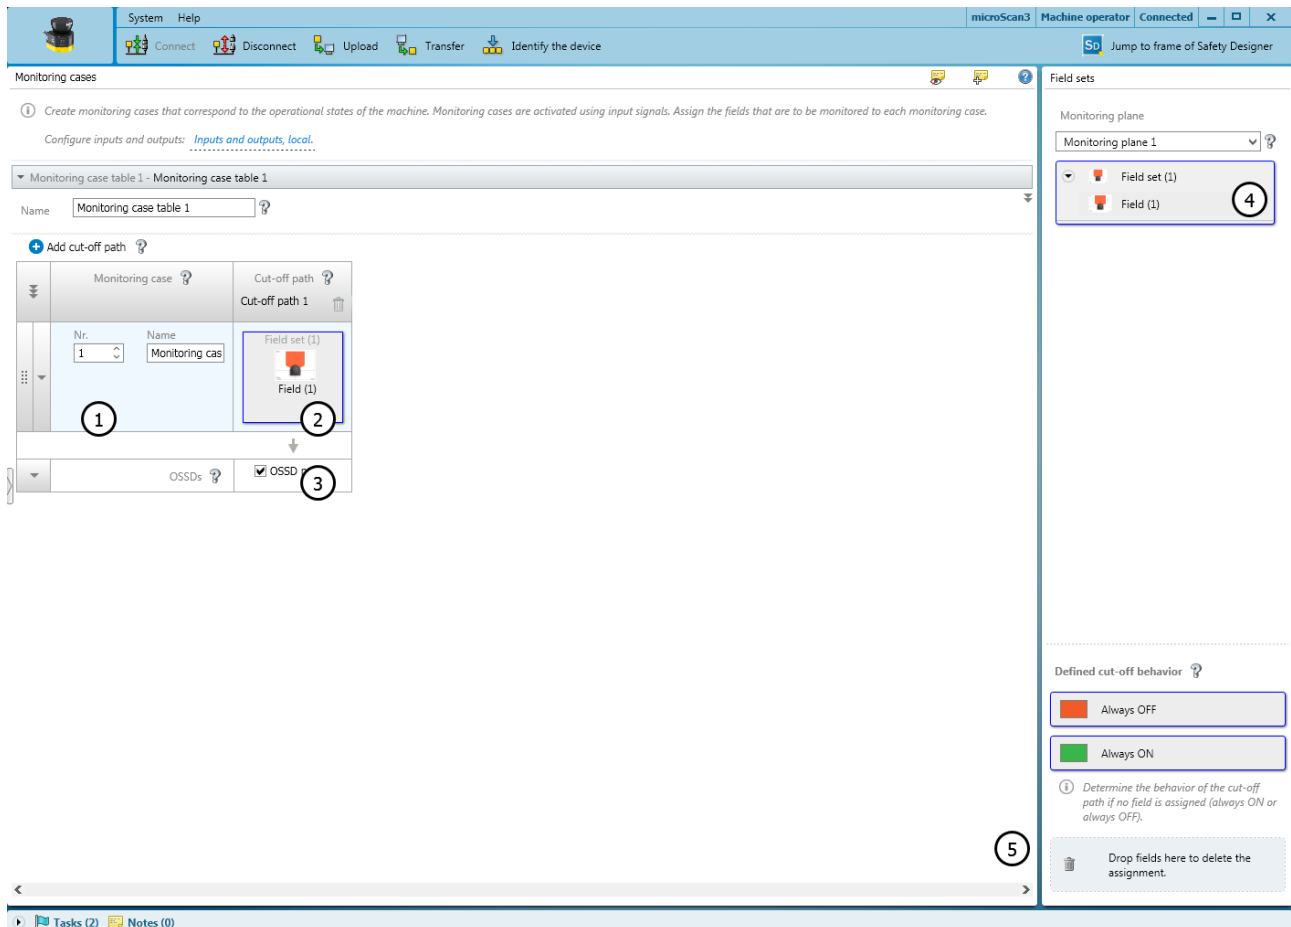 System Help
microScan3 Machine operator Connected
Connect Disconnect Upload Transfer Identify the device
SD Jump to frame of Safety Designer
Monitoring cases
Create monitoring cases that correspond to the operational states of the machine. Monitoring cases are activated using input signals. Assign the fields that are to be monitored to each monitoring case.
Configure inputs and outputs: Inputs and outputs, local.
Monitoring case table 1 - Monitoring case table 1
Name Monitoring case table 1
Add cut-off path
Monitoring case Cut-off path
Cut-off path 1
Nr. Name
1 Monitoring cas
Field set (1)
Field (1)
1 2
OSSDs OSSD
3
Field sets
Monitoring plane
Monitoring plane 1
Field set (1)
Field (1)
4
Defined cut-off behavior
Always OFF
Always ON
Determine the behavior of the cut-off
path if no field is assigned (always ON or
always OFF).
5
Drop fields here to delete the
assignment.
Tasks (2) Notes (0)